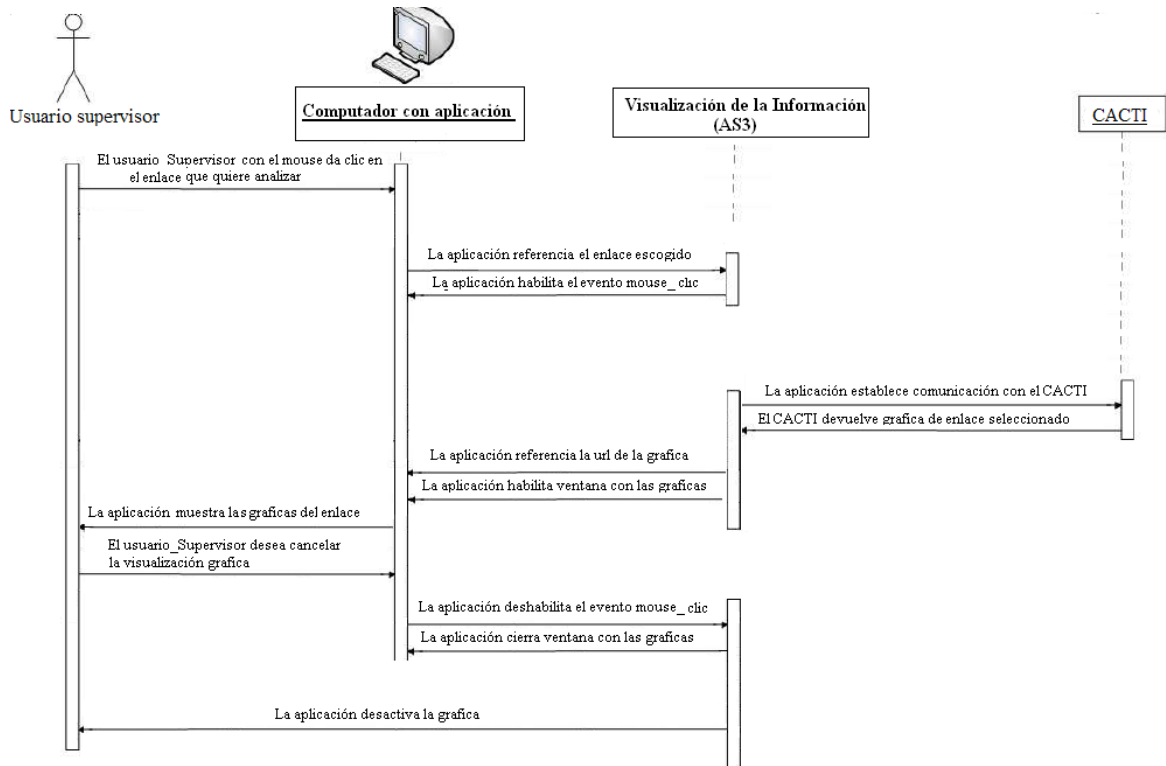 Usuario supervisor
Computador con aplicación
Visualización de la Información
(AS3)
CACTI
El usuario_Supervisor con el mouse da clic en
el enlace que quiere analizar
La aplicación referencia el enlace escogido
La aplicación habilita el evento mouse_ clic
La aplicación establece comunicación con el CACTI
El CACTI devuelve grafica de enlace seleccionado
La aplicación referencia la url de la grafica
La aplicación habilita ventana con las graficas
La aplicación muestra las graficas del enlace
El usuario_Supervisor desea cancelar
la visualización grafica
La aplicación deshabilita el evento mouse_ clic
La aplicación cierra ventana con las graficas
La aplicación desactiva la grafica